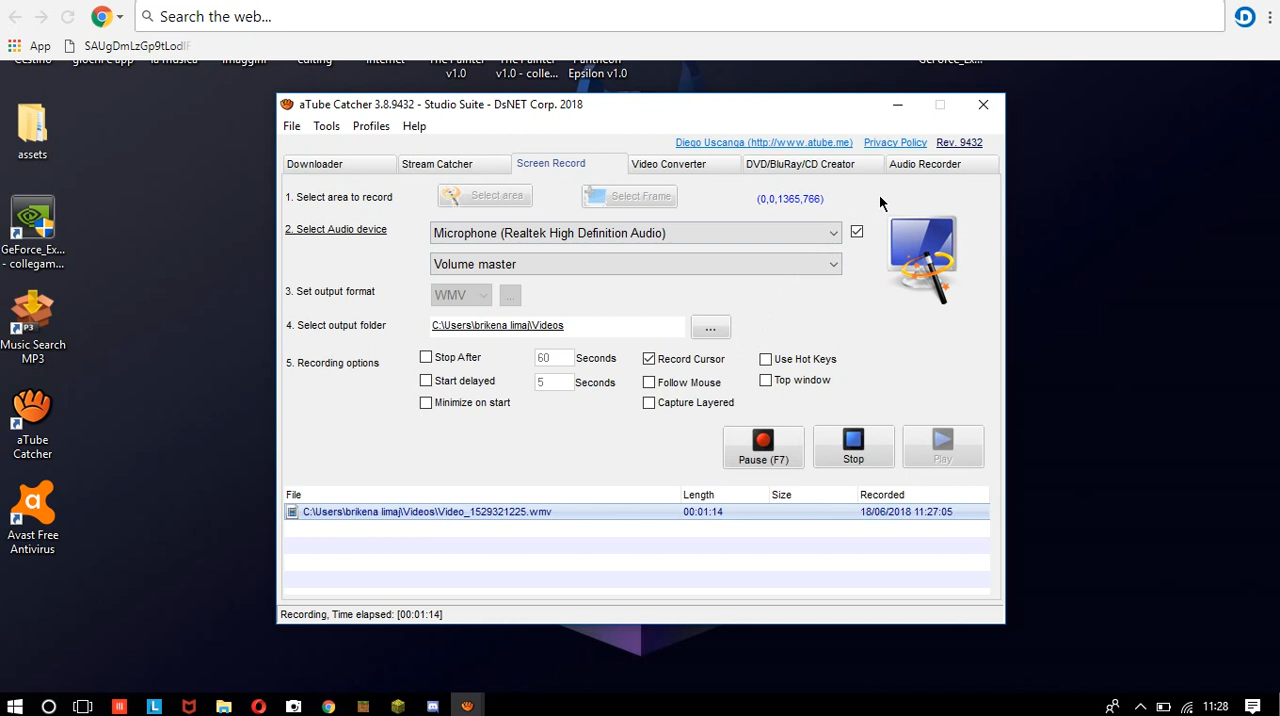 Search the web...
App SAUgDmLzGp9tLodIF
Cestino giochi e app la musica immaggini editing internet The Painter v1.0 The Painter v1.0 - colle... Pantheon Epsilon v1.0 GeForce_Ex...
assets
GeForce_Ex...
- collegam...
Music Search
MP3
aTube
Catcher
Avast Free
Antivirus
aTube Catcher 3.8.9432 - Studio Suite - DsNET Corp. 2018
File Tools Profiles Help
Diego Uscanga (http://www.atube.me) Privacy Policy Rev. 9432
Downloader Stream Catcher Screen Record Video Converter DVD/BluRay/CD Creator Audio Recorder
1. Select area to record Select area Select Frame (0,0,1365,766)
2. Select Audio device Microphone (Realtek High Definition Audio)
Volume master
3. Set output format WMV ...
4. Select output folder C:\Users\brikena limaj\Videos ...
5. Recording options Stop After 60 Seconds Record Cursor Use Hot Keys
Start delayed 5 Seconds Follow Mouse Top window
Minimize on start Capture Layered
Pause (F7) Stop Play
File Length Size Recorded
C:\Users\brikena limaj\Videos\Video_1529321225.wmv 00:01:14 18/06/2018 11:27:05
Recording, Time elapsed: [00:01:14]
11:28